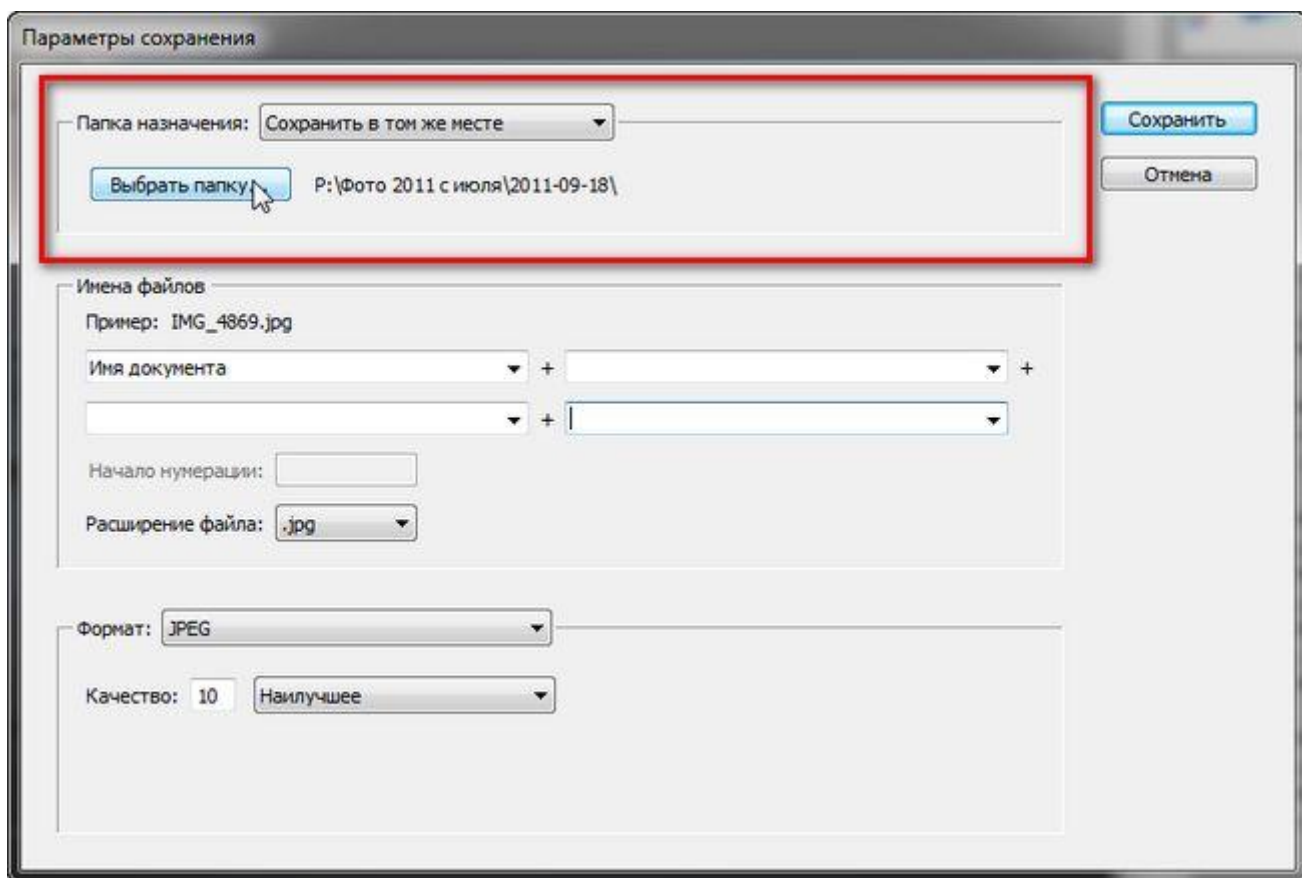 Параметры сохранения
Папка назначения: Сохранить в том же месте
Сохранить
Выбрать папку... P:\Фото 2011 с июля\2011-09-18\
Отмена
Имена файлов
Пример: IMG_4869.jpg
Имя документа + +
+
Начало нумерации:
Расширение файла: .jpg
Формат: JPEG
Качество: 10 Наилучшее